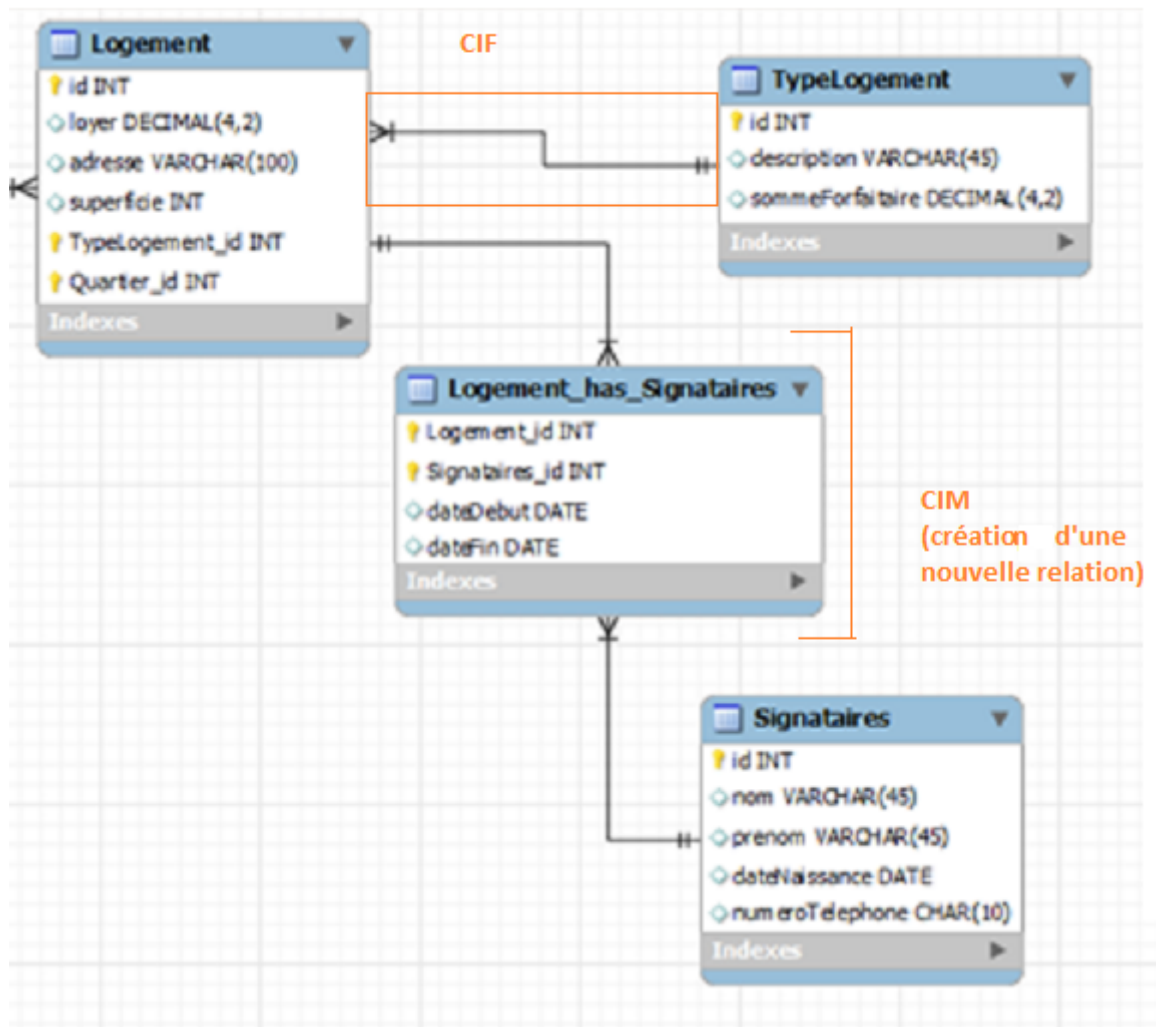 Logement
id INT
loyer DECIMAL(4,2)
adresse VARCHAR(100)
superficie INT
TypeLogement_id INT
Quartier_id INT
Indexes
CIF
TypeLogement
id INT
description VARCHAR(45)
sommeForfaitaire DECIMAL(4,2)
Indexes
Logement_has_Signataires
Logement_id INT
Signataires_id INT
dateDebut DATE
dateFin DATE
Indexes
CIM
(création d'une
nouvelle relation)
Signataires
id INT
nom VARCHAR(45)
prenom VARCHAR(45)
dateNaissance DATE
numeroTelephone CHAR(10)
Indexes